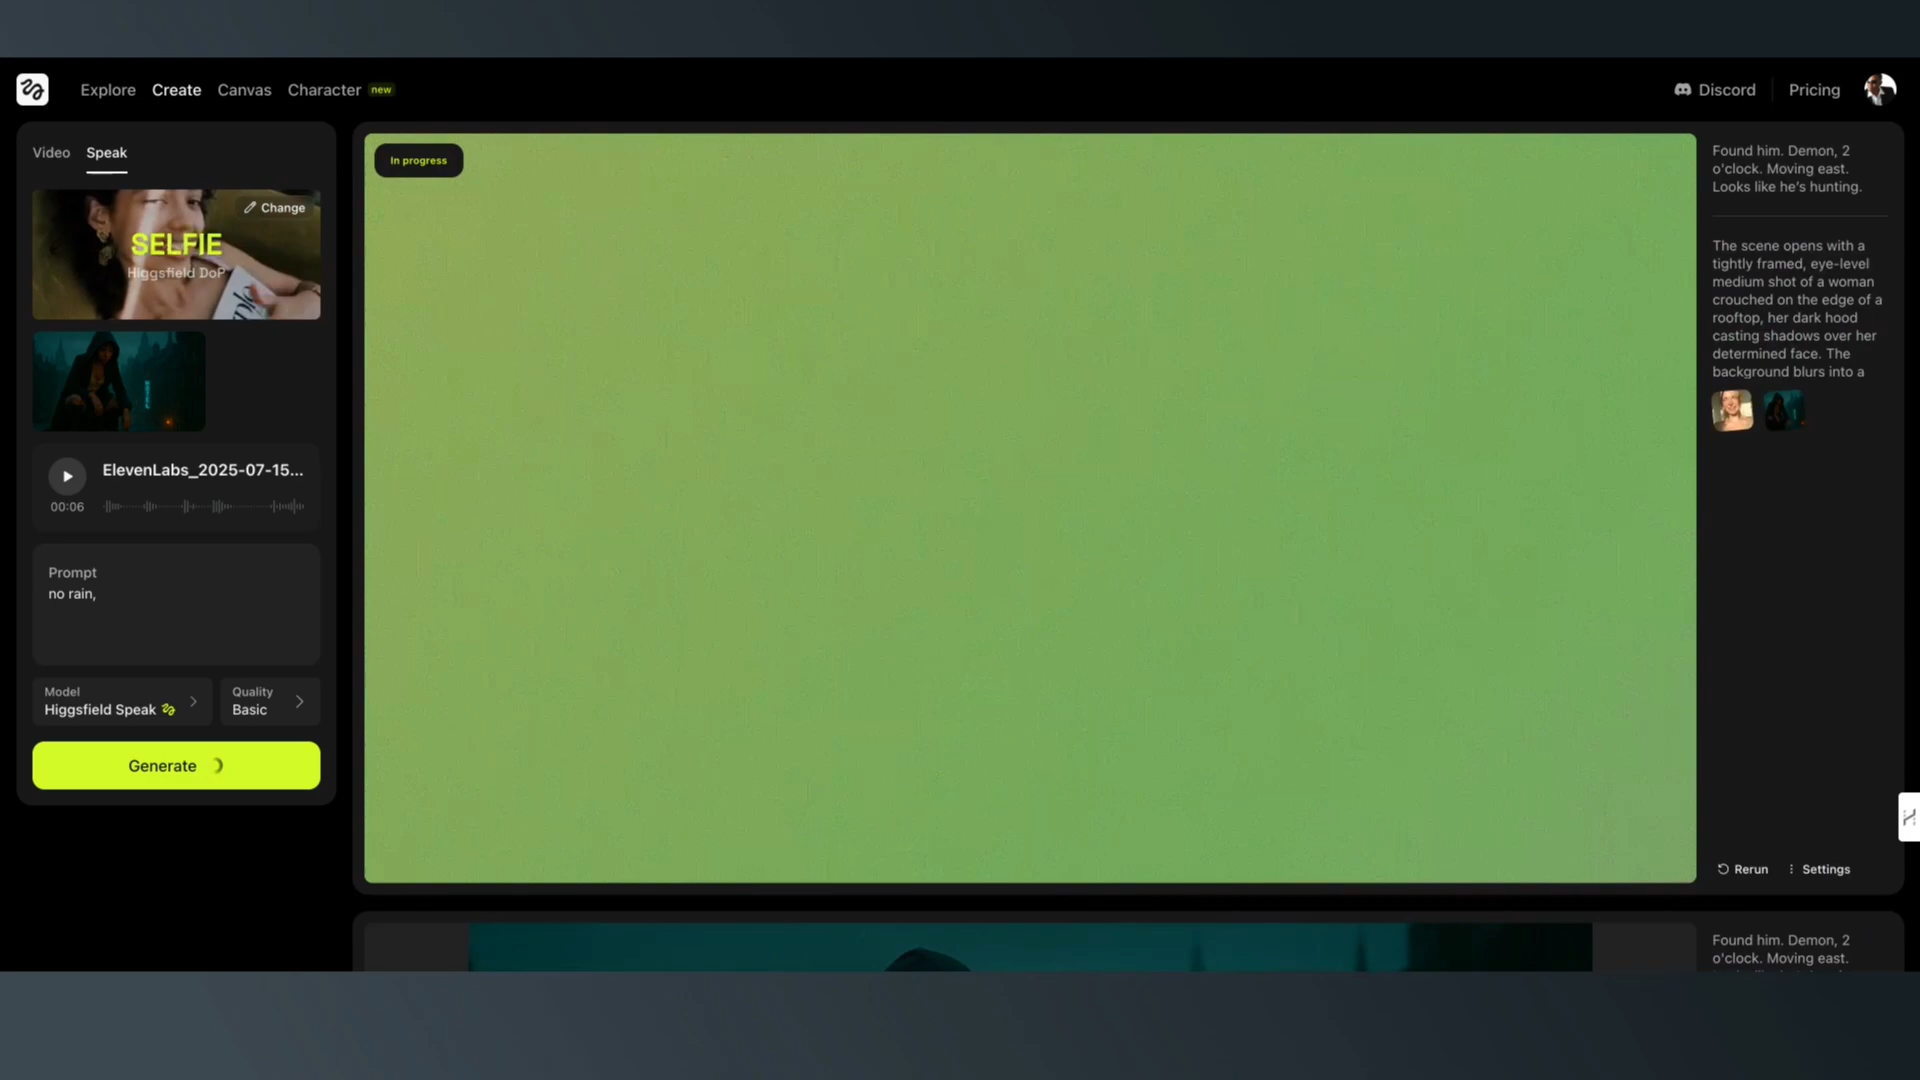 Explore Create Canvas Character new
Discord Pricing
Video Speak
Change
SELFIE
Higgsfield DoP
ElevenLabs_2025-07-15...
00:06
Prompt
no rain,
Model
Higgsfield Speak
Quality
Basic
Generate
In progress
Found him. Demon, 2
o'clock. Moving east.
Looks like he's hunting.
The scene opens with a
tightly framed, eye-level
medium shot of a woman
crouched on the edge of a
rooftop, her dark hood
casting shadows over her
determined face. The
background blurs into a
Rerun Settings
Found him. Demon, 2
o'clock. Moving east.